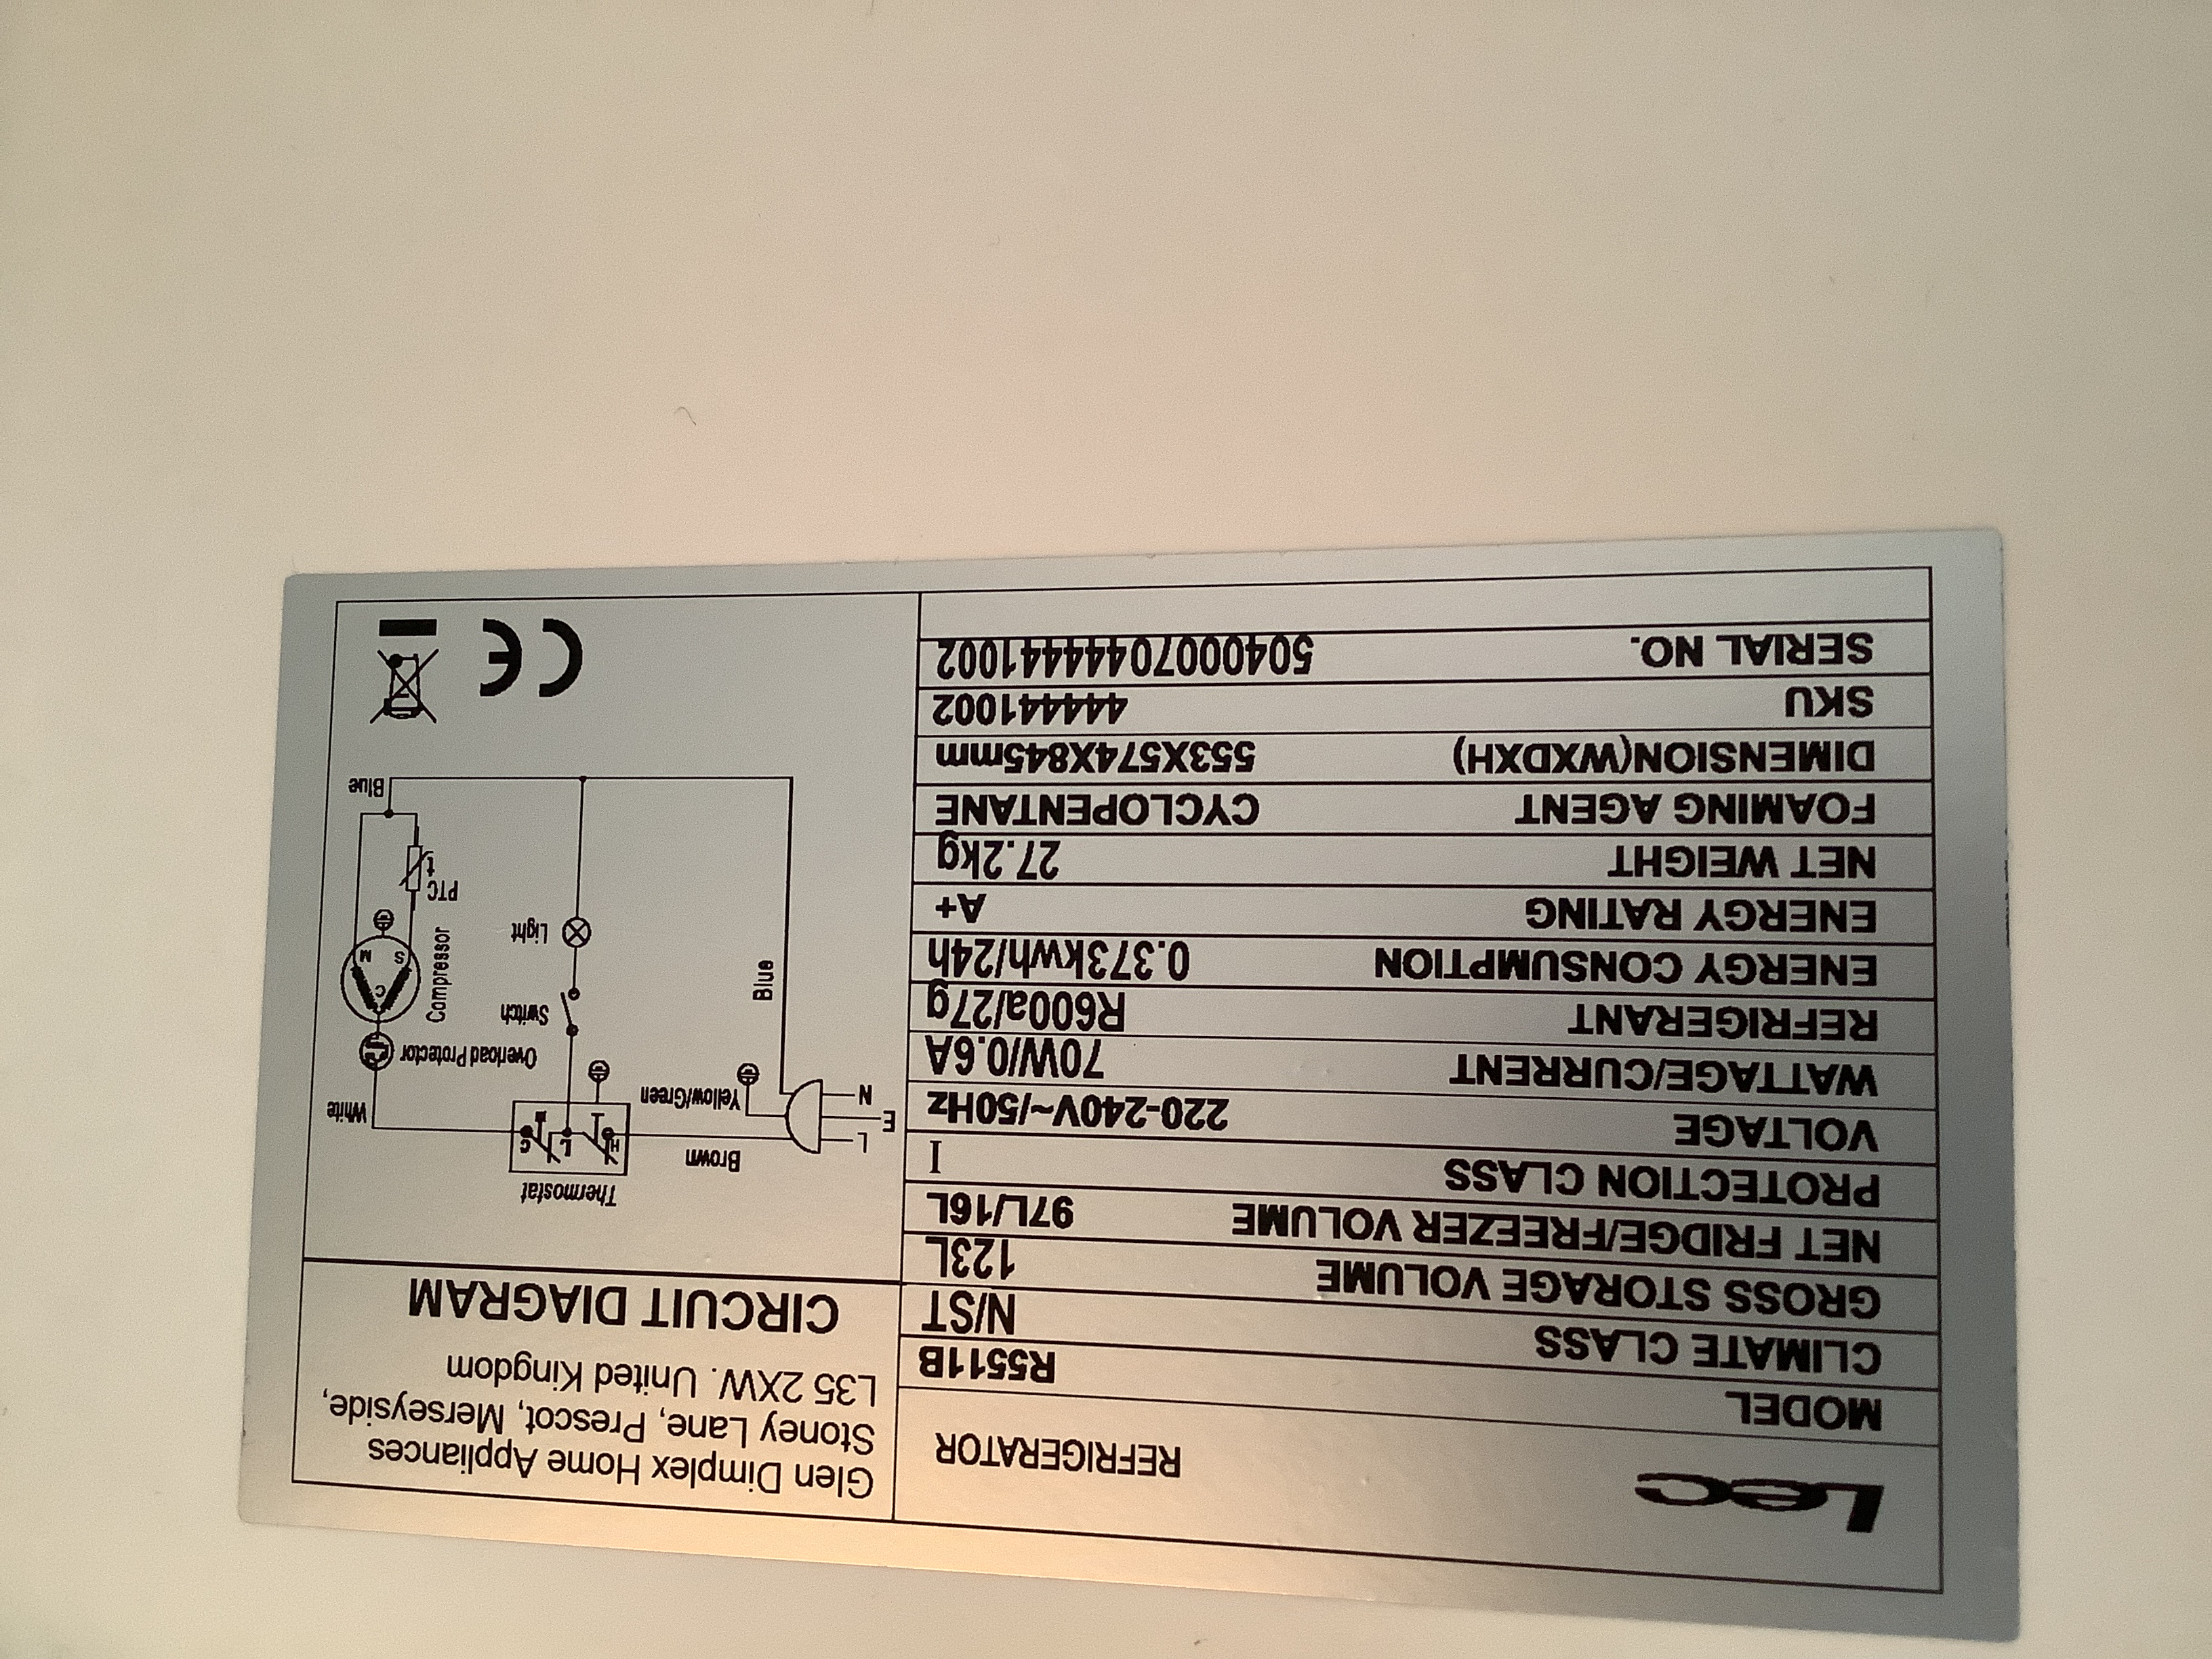 Lec REFRIGERATOR
MODEL R5511B
CLIMATE CLASS N/ST
GROSS STORAGE VOLUME 123L
NET FRIDGE/FREEZER VOLUME 97L/16L
PROTECTION CLASS I
VOLTAGE 220-240V~/50Hz
WATTAGE/CURRENT 70W/0.6A
REFRIGERANT R600a/27g
ENERGY CONSUMPTION 0.373kwh/24h
ENERGY RATING A+
NET WEIGHT 27.2kg
FOAMING AGENT CYCLOPENTANE
DIMENSION(WXDXH) 553X574X845mm
SKU 444441002
SERIAL NO. 50400070444441002
Glen Dimplex Home Appliances
Stoney Lane, Prescot, Merseyside,
L35 2XW. United Kingdom
CIRCUIT DIAGRAM
Thermostat
L
Brown
H L C
White
E
N
Yellow/Green
Overload Protector
Switch
Compressor
Blue
C
S M
Light
PTC
t
Blue
CE